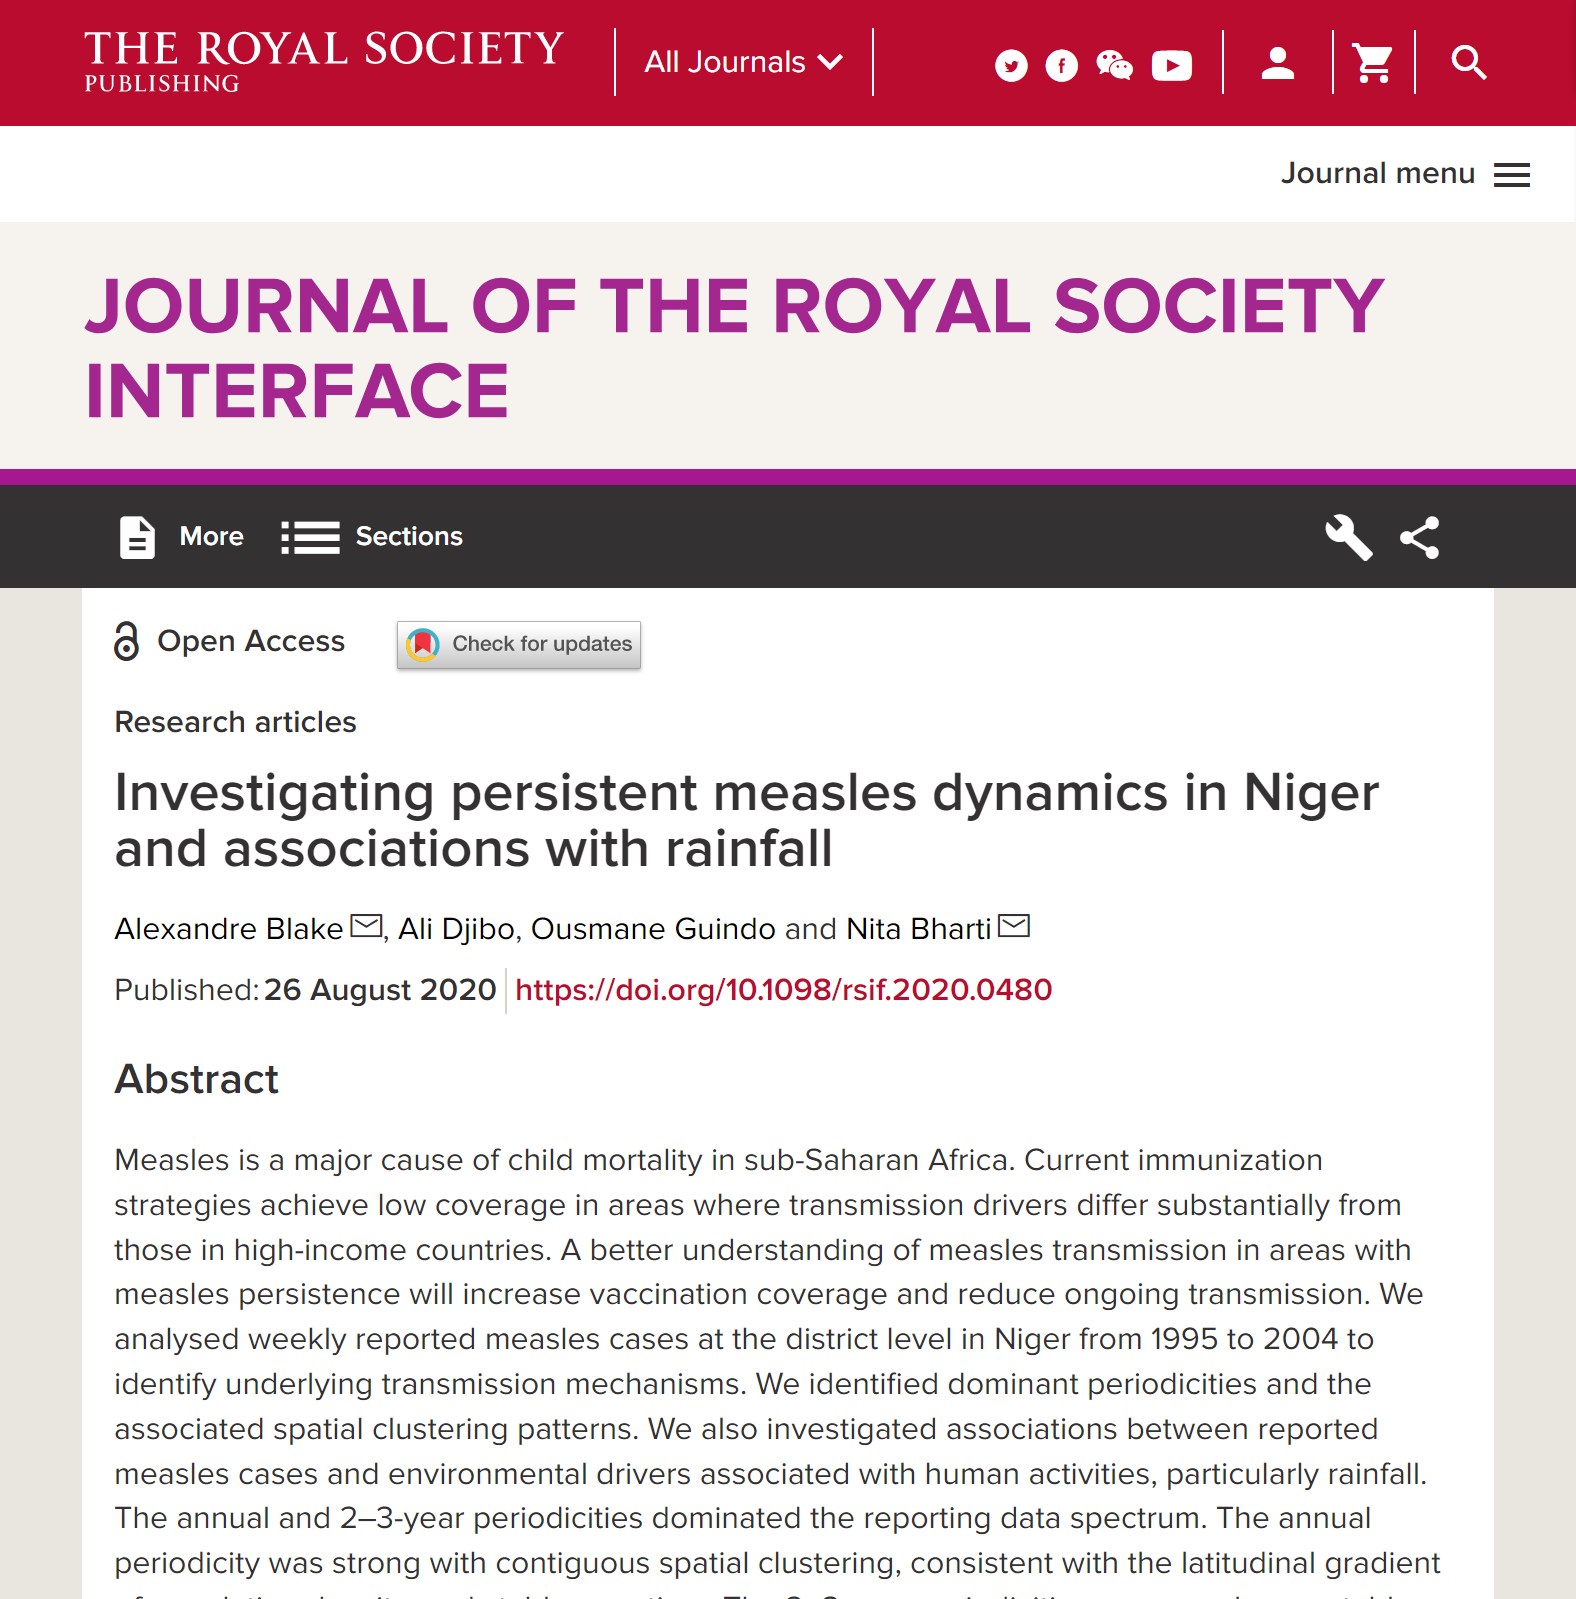 THE ROYAL SOCIETY
PUBLISHING
All Journals
Journal menu
JOURNAL OF THE ROYAL SOCIETY
INTERFACE
More
Sections
Open Access
Check for updates
Research articles
Investigating persistent measles dynamics in Niger
and associations with rainfall
Alexandre Blake, Ali Djibo, Ousmane Guindo and Nita Bharti
Published: 26 August 2020 https://doi.org/10.1098/rsif.2020.0480
Abstract
Measles is a major cause of child mortality in sub-Saharan Africa. Current immunization
strategies achieve low coverage in areas where transmission drivers differ substantially from
those in high-income countries. A better understanding of measles transmission in areas with
measles persistence will increase vaccination coverage and reduce ongoing transmission. We
analysed weekly reported measles cases at the district level in Niger from 1995 to 2004 to
identify underlying transmission mechanisms. We identified dominant periodicities and the
associated spatial clustering patterns. We also investigated associations between reported
measles cases and environmental drivers associated with human activities, particularly rainfall.
The annual and 2–3-year periodicities dominated the reporting data spectrum. The annual
periodicity was strong with contiguous spatial clustering, consistent with the latitudinal gradient